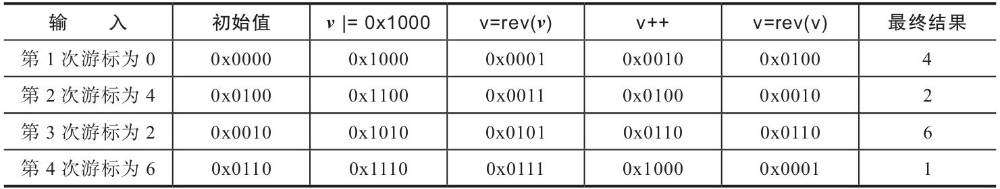 输 入 初始值 v |= 0x1000 v=rev(v) v++ v=rev(v) 最终结果
第 1 次游标为 0 0x0000 0x1000 0x0001 0x0010 0x0100 4
第 2 次游标为 4 0x0100 0x1100 0x0011 0x0100 0x0010 2
第 3 次游标为 2 0x0010 0x1010 0x0101 0x0110 0x0110 6
第 4 次游标为 6 0x0110 0x1110 0x0111 0x1000 0x0001 1